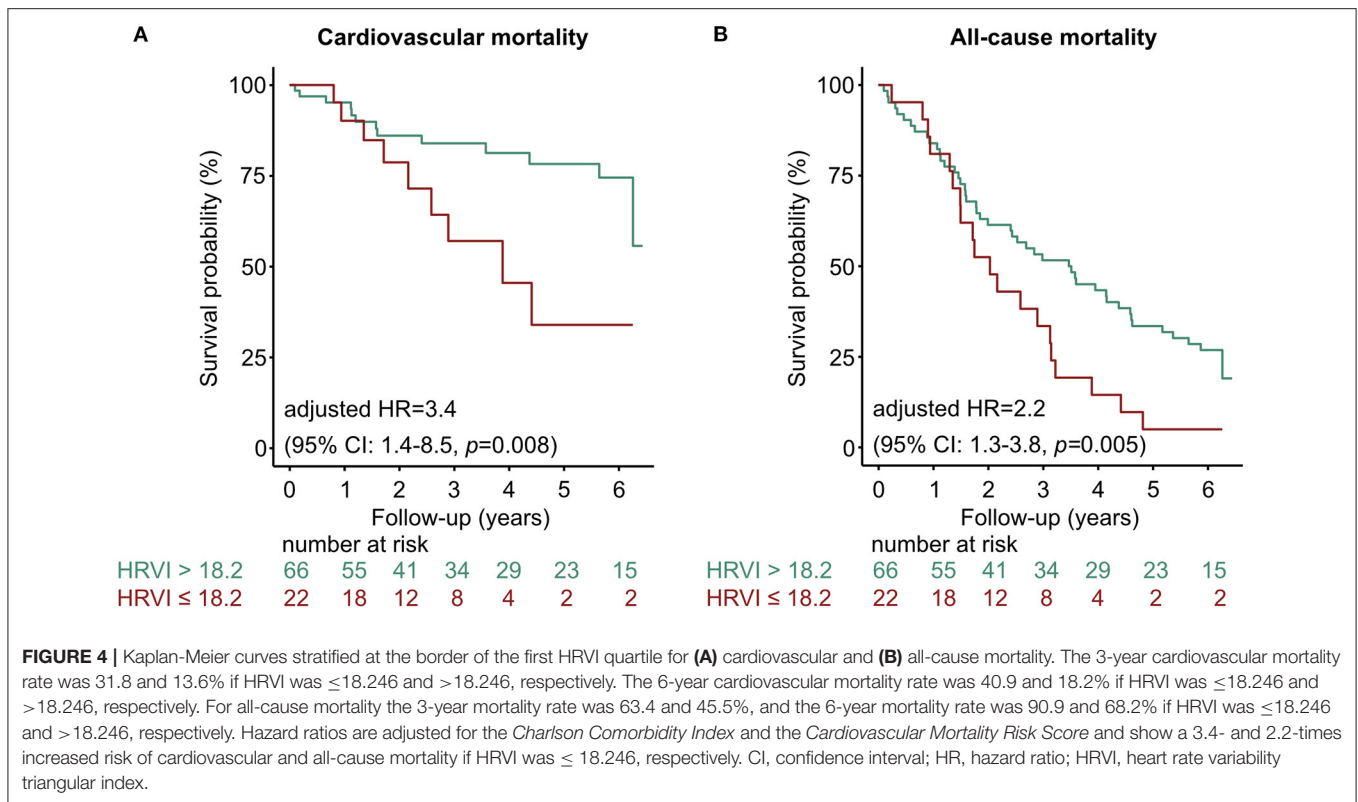 A
Cardiovascular mortality
Survival probability (%)
100
75
50
25
0
adjusted HR=3.4
(95% CI: 1.4-8.5, p=0.008)
0 1 2 3 4 5 6
Follow-up (years)
number at risk
HRVI > 18.2 66 55 41 34 29 23 15
HRVI ≤ 18.2 22 18 12 8 4 2 2
B
All-cause mortality
Survival probability (%)
100
75
50
25
0
adjusted HR=2.2
(95% CI: 1.3-3.8, p=0.005)
0 1 2 3 4 5 6
Follow-up (years)
number at risk
HRVI > 18.2 66 55 41 34 29 23 15
HRVI ≤ 18.2 22 18 12 8 4 2 2
FIGURE 4 | Kaplan-Meier curves stratified at the border of the first HRVI quartile for (A) cardiovascular and (B) all-cause mortality. The 3-year cardiovascular mortality
rate was 31.8 and 13.6% if HRVI was ≤18.246 and >18.246, respectively. The 6-year cardiovascular mortality rate was 40.9 and 18.2% if HRVI was ≤18.246 and
>18.246, respectively. For all-cause mortality the 3-year mortality rate was 63.4 and 45.5%, and the 6-year mortality rate was 90.9 and 68.2% if HRVI was ≤18.246
and >18.246, respectively. Hazard ratios are adjusted for the Charlson Comorbidity Index and the Cardiovascular Mortality Risk Score and show a 3.4- and 2.2-times
increased risk of cardiovascular and all-cause mortality if HRVI was ≤ 18.246, respectively. CI, confidence interval; HR, hazard ratio; HRVI, heart rate variability
triangular index.